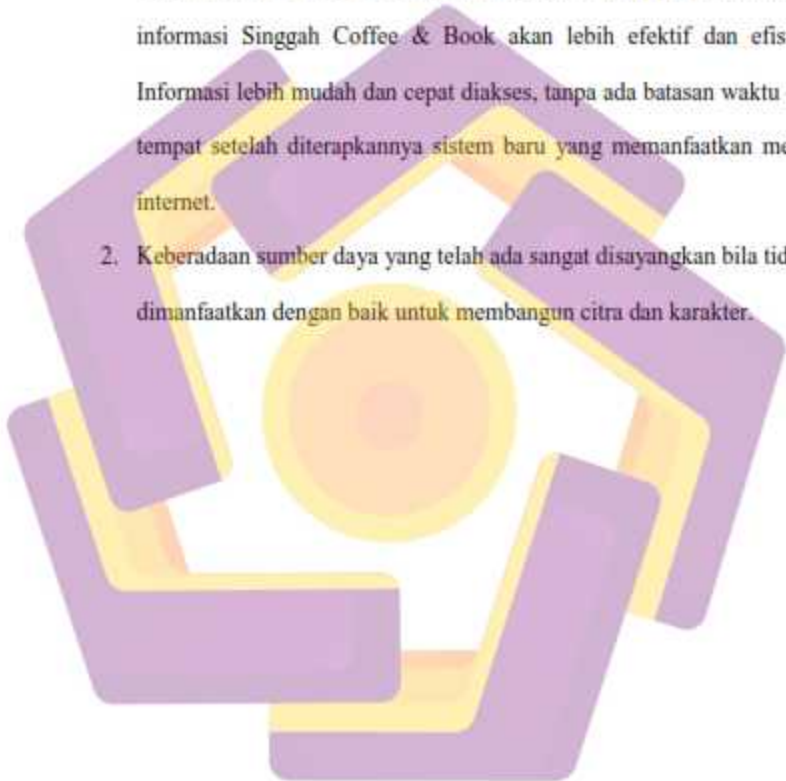 informasi Singgah Coffee & Book akan lebih efektif dan efis
Informasi lebih mudah dan cepat diakses, tanpa ada batasan waktu
tempat setelah diterapkannya sistem baru yang memanfaatkan me
internet.
2. Keberadaan sumber daya yang telah ada sangat disayangkan bila tid
dimanfaatkan dengan baik untuk membangun citra dan karakter.